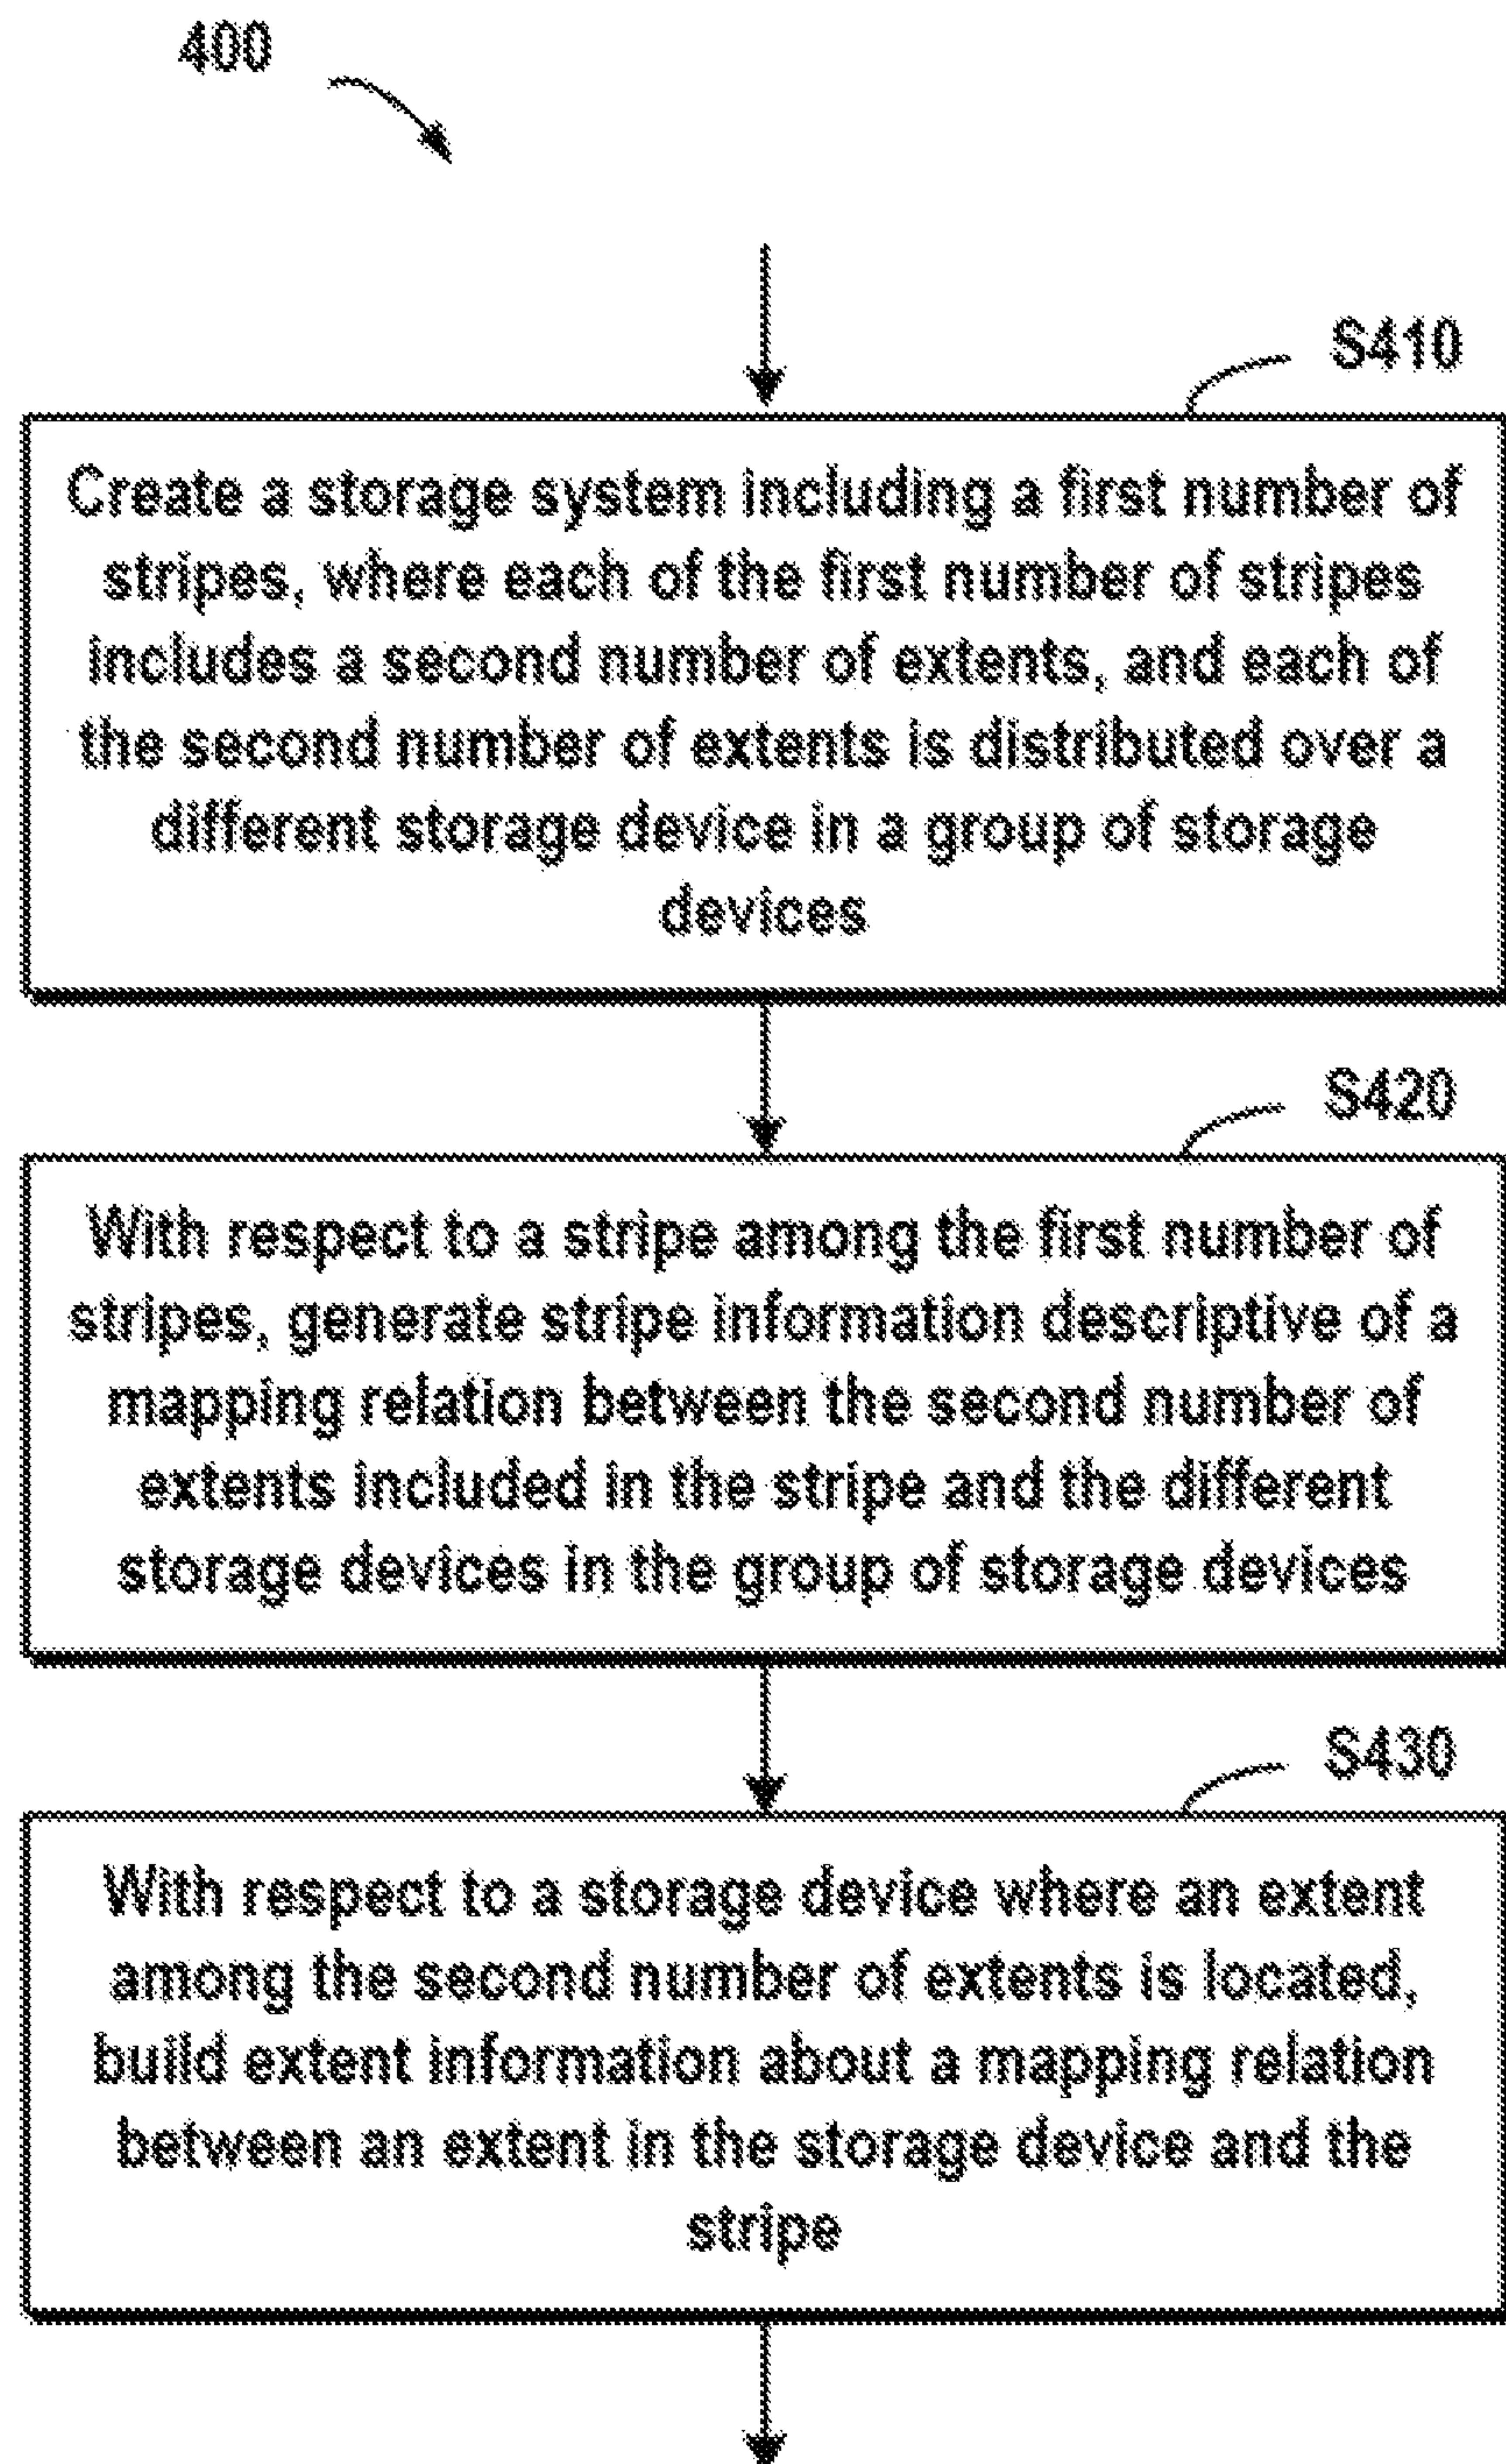 400
S410
Create a storage system including a first number of
stripes, where each of the first number of stripes
includes a second number of extents, and each of
the second number of extents is distributed over a
different storage device in a group of storage
devices
S420
With respect to a stripe among the first number of
stripes, generate stripe information descriptive of a
mapping relation between the second number of
extents included in the stripe and the different
storage devices in the group of storage devices
S430
With respect to a storage device where an extent
among the second number of extents is located,
build extent information about a mapping relation
between an extent in the storage device and the
stripe